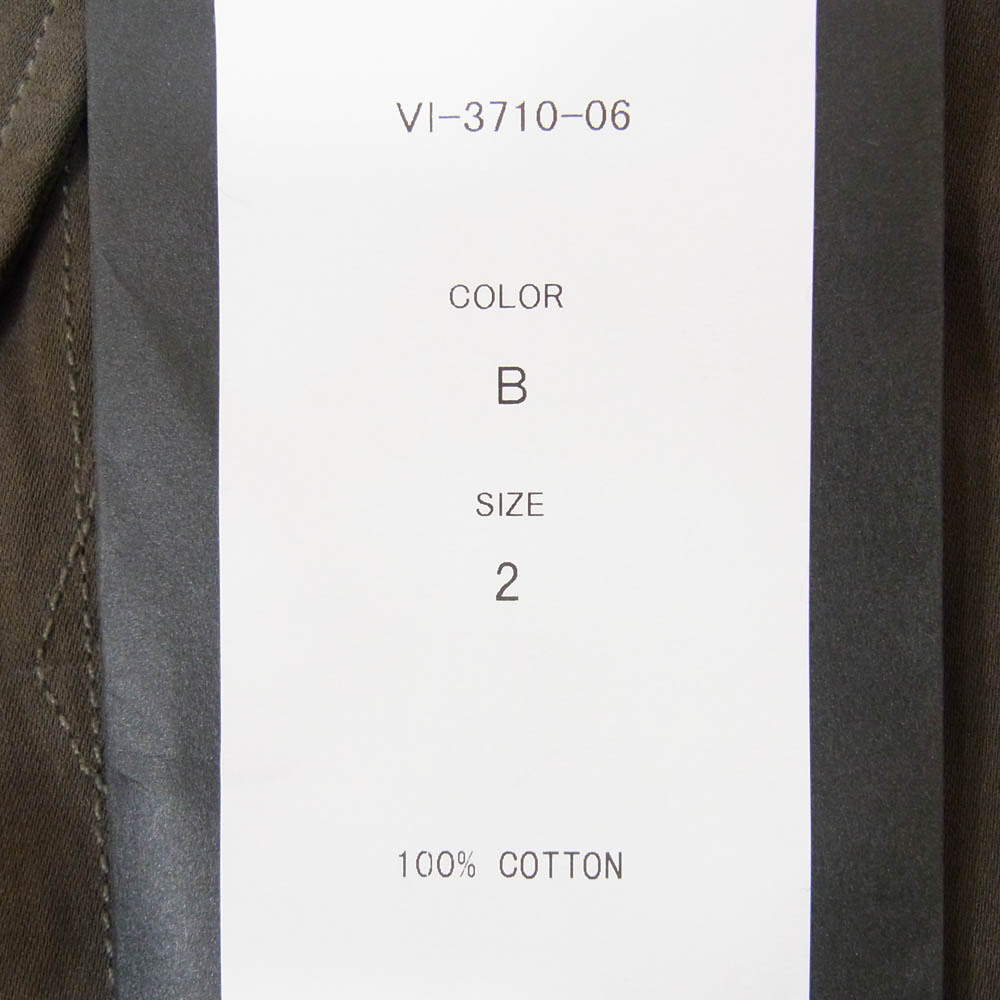 VI-3710-06
COLOR
B
SIZE
2
100% COTTON